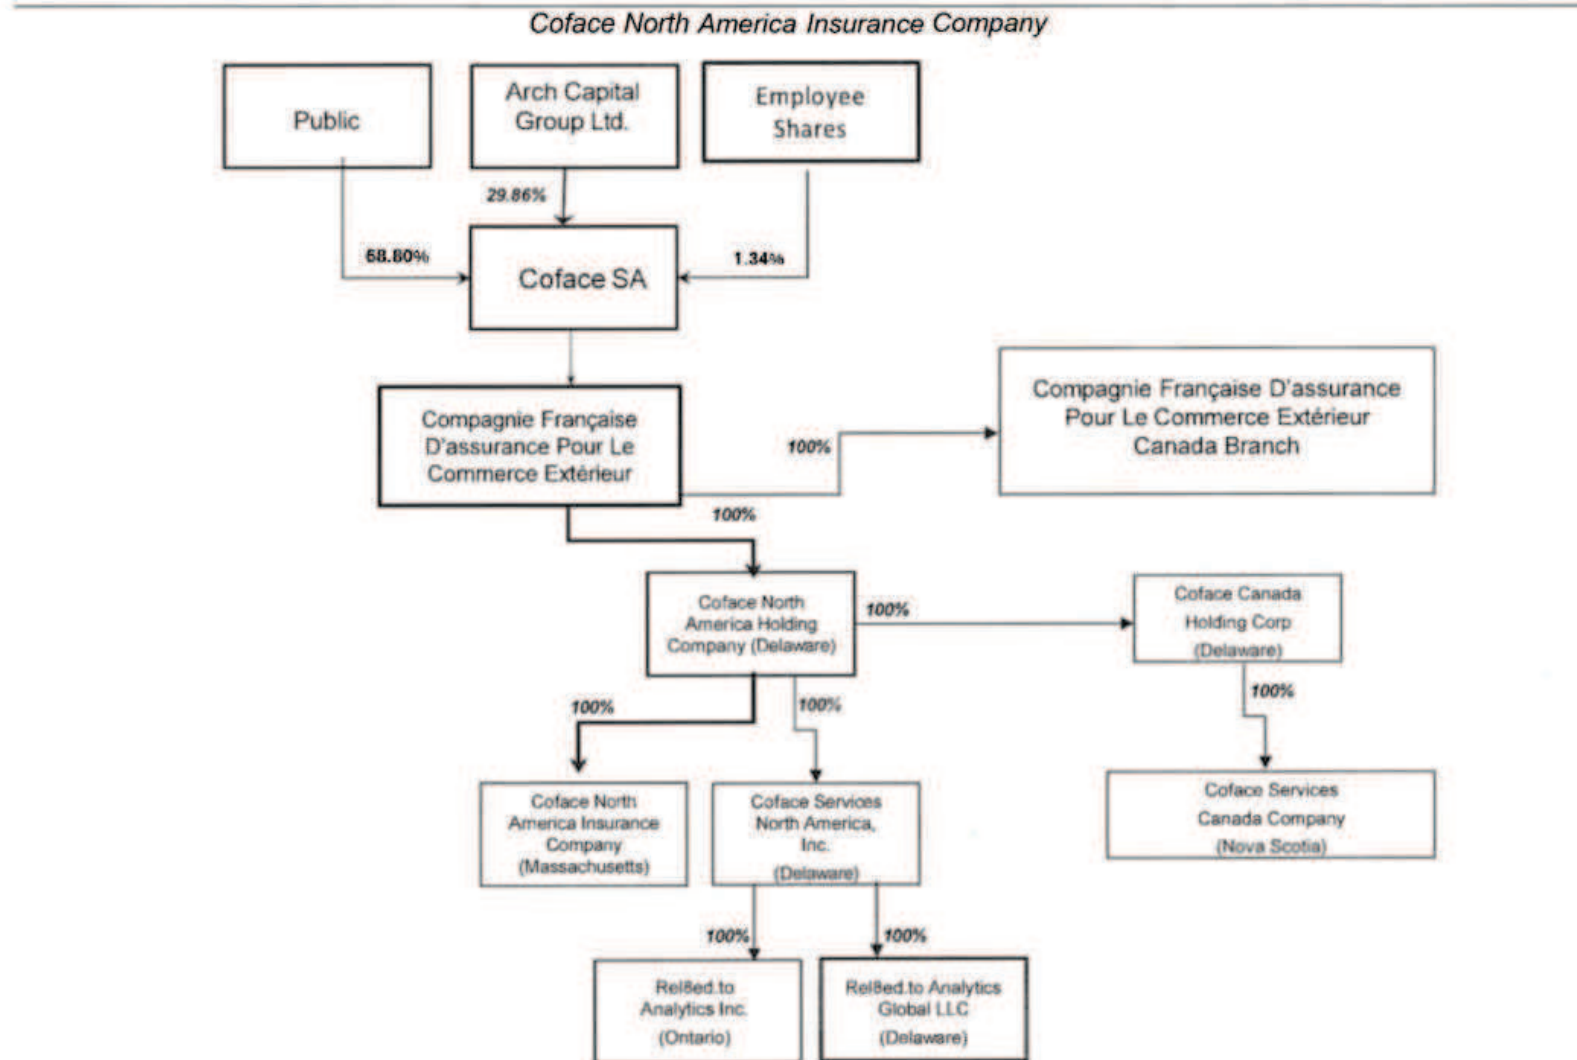 Coface North America Insurance Company
Public
Arch Capital
Group Ltd.
Employee
Shares
29.86%
68.80%
1.34%
Coface SA
Compagnie Française
D'assurance Pour Le
Commerce Extérieur
100%
Compagnie Française D'assurance
Pour Le Commerce Extérieur
Canada Branch
100%
Coface North
America Holding
Company (Delaware)
100%
Coface Canada
Holding Corp
(Delaware)
100%
100%
100%
Coface North
America Insurance
Company
(Massachusetts)
Coface Services
North America,
Inc.
(Delaware)
Coface Services
Canada Company
(Nova Scotia)
100%
100%
Rel8ed.to
Analytics Inc.
(Ontario)
Rel8ed.to Analytics
Global LLC
(Delaware)